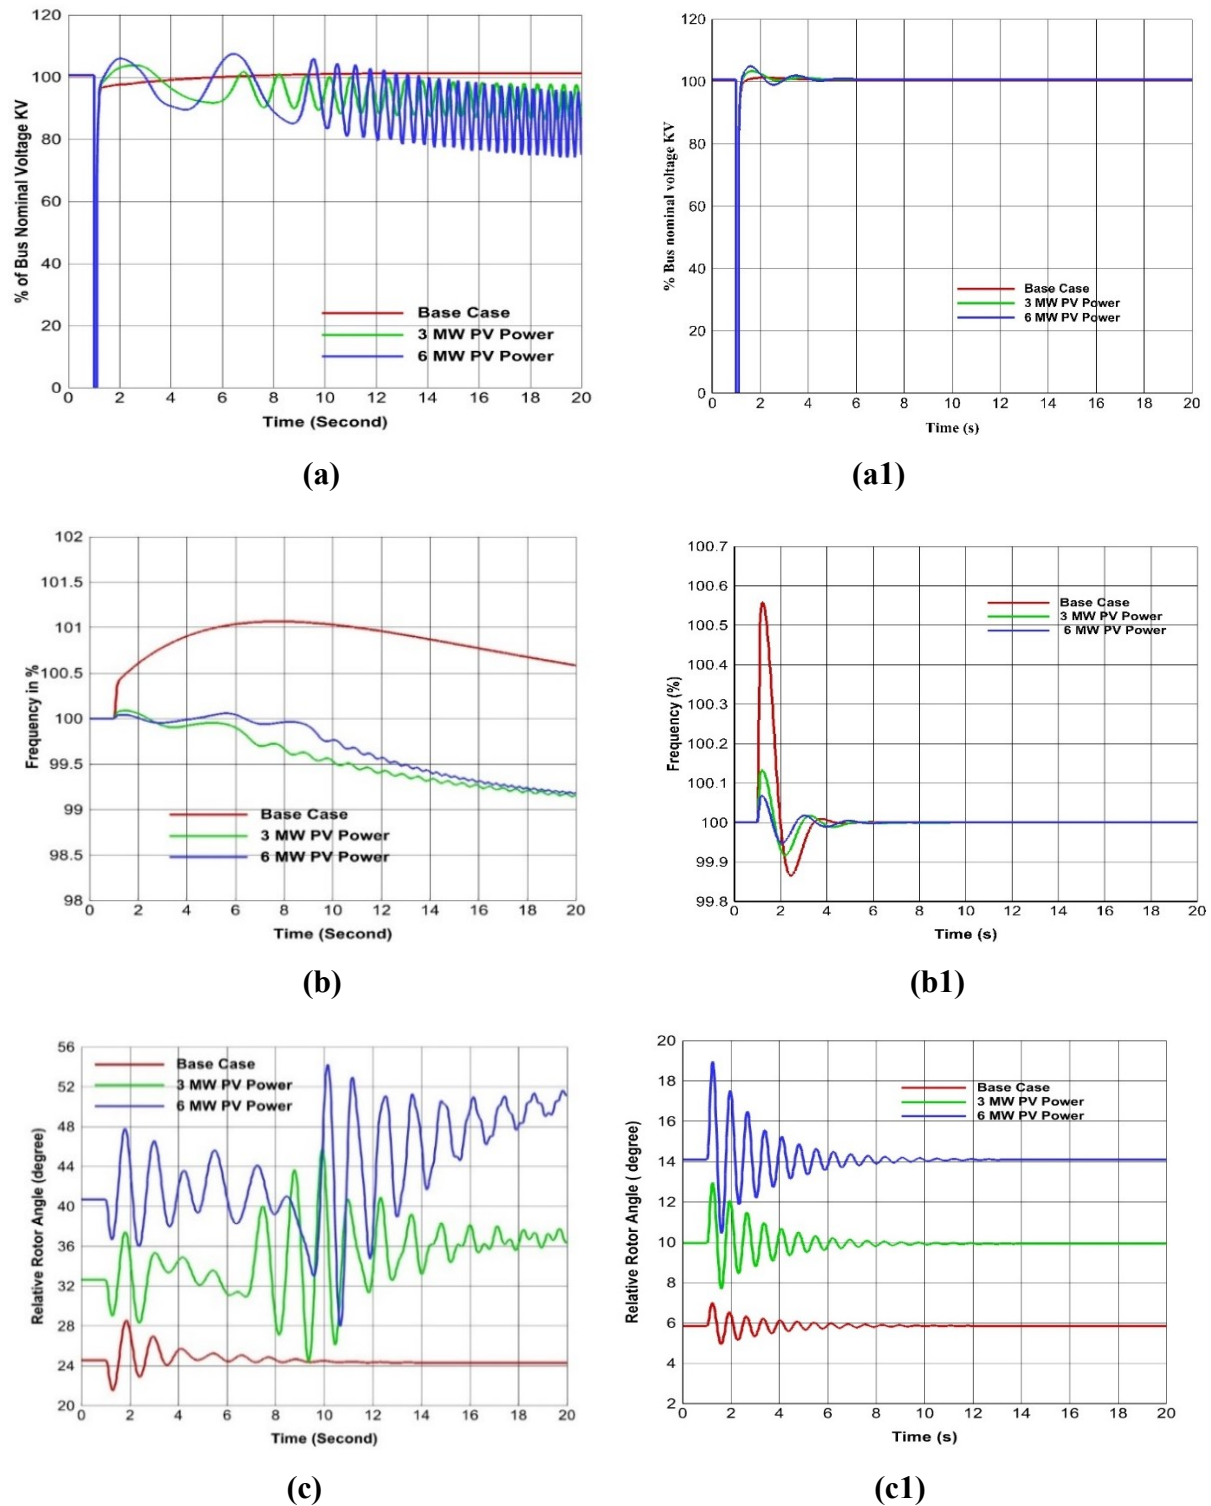 120
100
80
60
40
20
0
% of Bus Nominal Voltage KV
Base Case
3 MW PV Power
6 MW PV Power
0 2 4 6 8 10 12 14 16 18 20
Time (Second)
(a)
120
100
80
60
40
20
0
% Bus nominal voltage KV
Base Case
3 MW PV Power
6 MW PV Power
0 2 4 6 8 10 12 14 16 18 20
Time (s)
(a1)
102
101.5
101
100.5
100
99.5
99
98.5
98
Frequency in %
Base Case
3 MW PV Power
6 MW PV Power
0 2 4 6 8 10 12 14 16 18 20
Time (Second)
(b)
100.7
100.6
100.5
100.4
100.3
100.2
100.1
100
99.9
99.8
Frequency (%)
Base Case
3 MW PV Power
6 MW PV Power
0 2 4 6 8 10 12 14 16 18 20
Time (s)
(b1)
56
52
48
44
40
36
32
28
24
20
Relative Rotor Angle (degree)
Base Case
3 MW PV Power
6 MW PV Power
0 2 4 6 8 10 12 14 16 18 20
Time (Second)
(c)
20
18
16
14
12
10
8
6
4
2
Relative Rotor Angle ( degree)
Base Case
3 MW PV Power
6 MW PV Power
0 2 4 6 8 10 12 14 16 18 20
Time (s)
(c1)